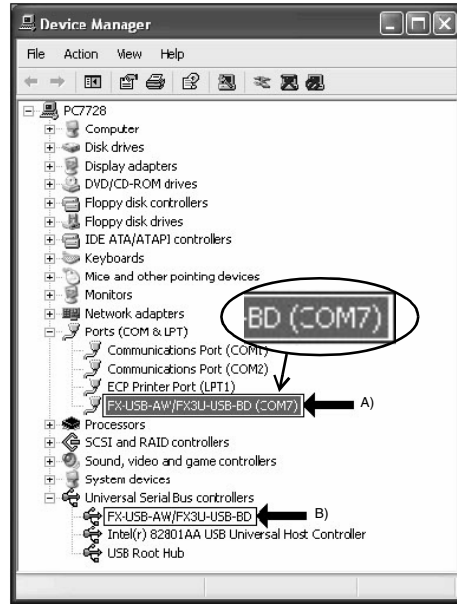 Device Manager
File Action View Help
PC7728
Computer
Disk drives
Display adapters
DVD/CD-ROM drives
Floppy disk controllers
Floppy disk drives
IDE ATA/ATAPI controllers
Keyboards
Mice and other pointing devices
Monitors
Network adapters
-BD (COM7)
Ports (COM & LPT)
Communications Port (COM1)
Communications Port (COM2)
ECP Printer Port (LPT1)
FX-USB-AW/FX3U-USB-BD (COM7) A)
Processors
SCSI and RAID controllers
Sound, video and game controllers
System devices
Universal Serial Bus controllers
FX-USB-AW/FX3U-USB-BD B)
Intel(r) 82801AA USB Universal Host Controller
USB Root Hub